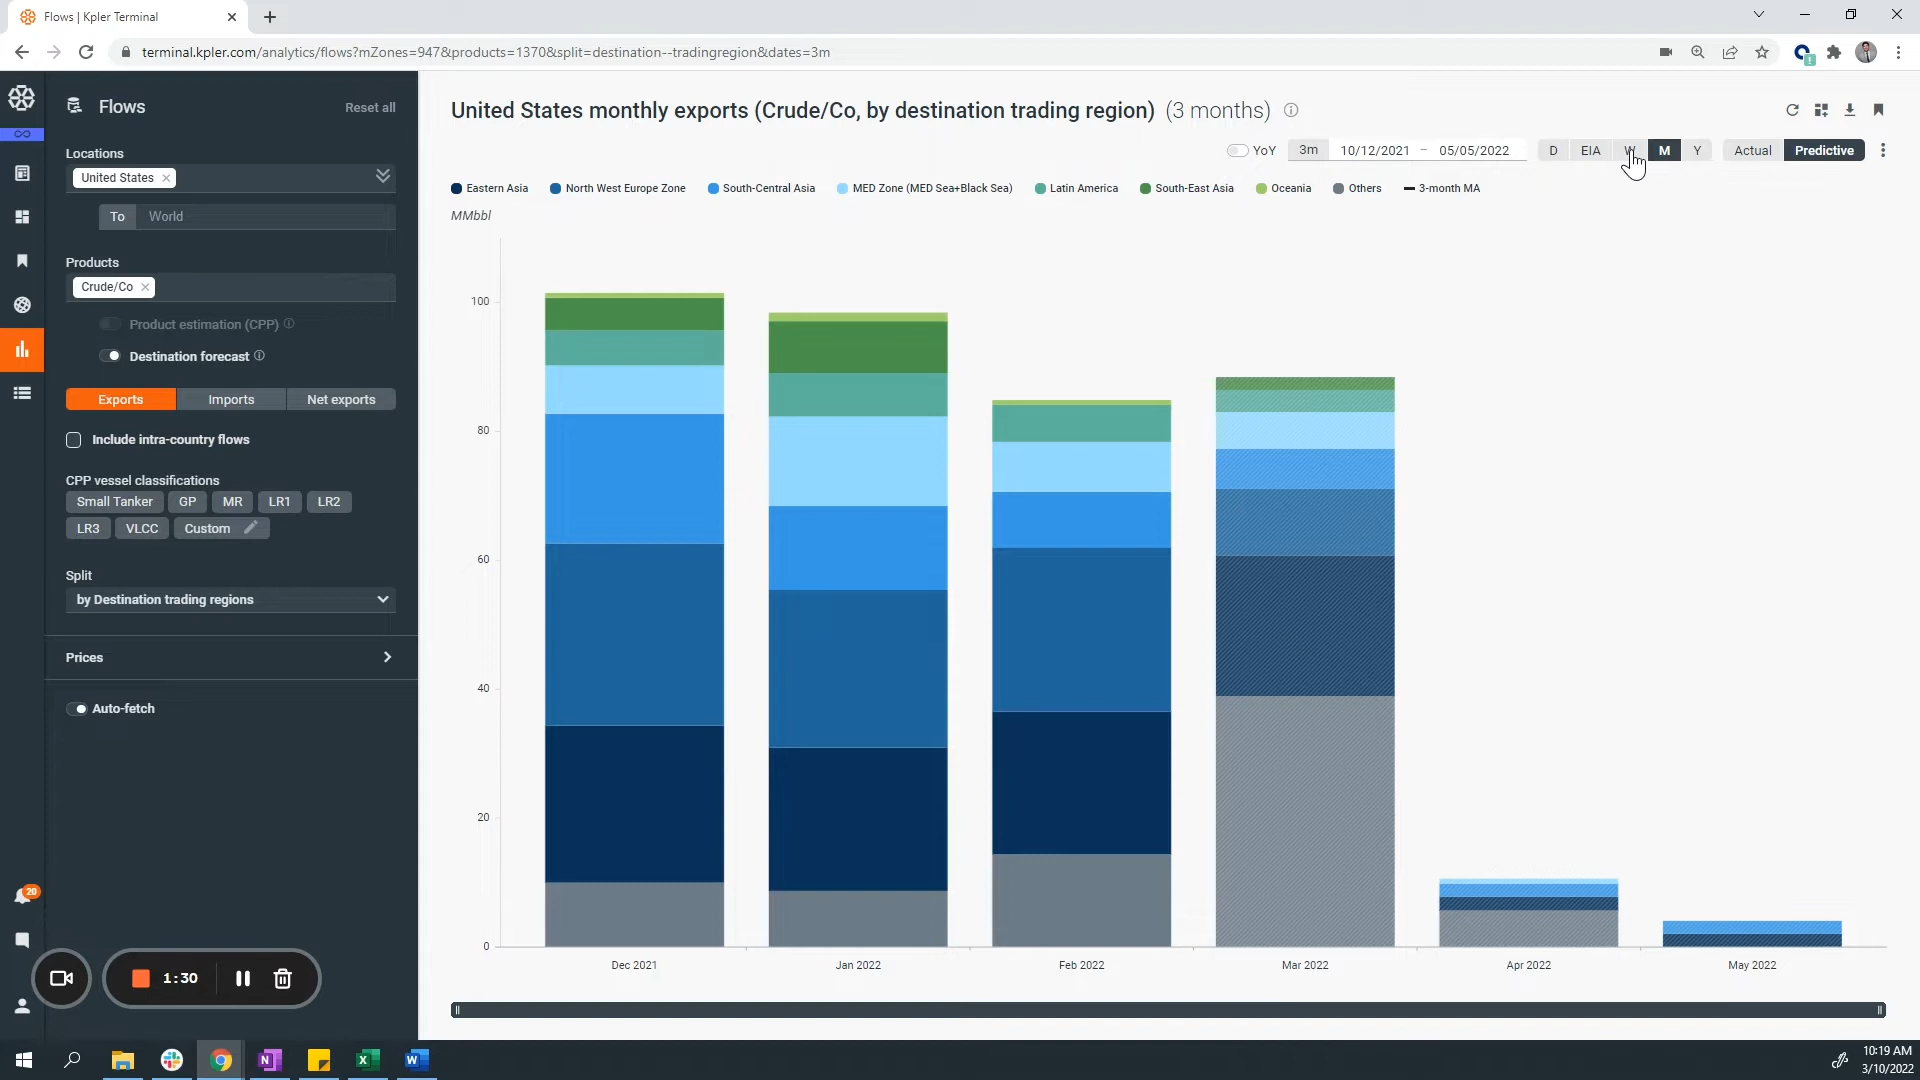 Flows | Kpler Terminal
terminal.kpler.com/analytics/flows?mZones=947&products=1370&split=destination--tradingregion&dates=3m
Flows
Reset all
Locations
United States
To World
Products
Crude/Co
Product estimation (CPP)
Destination forecast
Exports Imports Net exports
Include intra-country flows
CPP vessel classifications
Small Tanker GP MR LR1 LR2
LR3 VLCC Custom
Split
by Destination trading regions
Prices
Auto-fetch
20
1:30
United States monthly exports (Crude/Co, by destination trading region) (3 months)
YoY 3m 10/12/2021 – 05/05/2022 D EIA W M Y Actual Predictive
Eastern Asia North West Europe Zone South-Central Asia MED Zone (MED Sea+Black Sea) Latin America South-East Asia Oceania Others 3-month MA
MMbbl
100
80
60
40
20
0
Dec 2021 Jan 2022 Feb 2022 Mar 2022 Apr 2022 May 2022
10:19 AM
3/10/2022